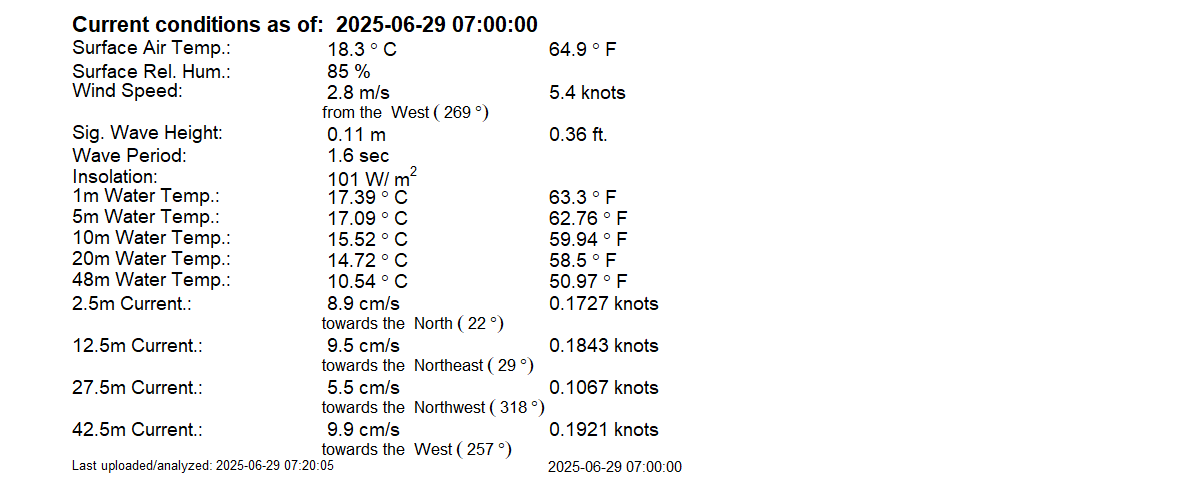 Current conditions as of: 2025-06-29 07:00:00
Surface Air Temp.: 18.3 ° C 64.9 ° F
Surface Rel. Hum.: 85 %
Wind Speed: 2.8 m/s 5.4 knots
from the West ( 269 °)
Sig. Wave Height: 0.11 m 0.36 ft.
Wave Period: 1.6 sec
Insolation: 101 W/ m²
1m Water Temp.: 17.39 ° C 63.3 ° F
5m Water Temp.: 17.09 ° C 62.76 ° F
10m Water Temp.: 15.52 ° C 59.94 ° F
20m Water Temp.: 14.72 ° C 58.5 ° F
48m Water Temp.: 10.54 ° C 50.97 ° F
2.5m Current.: 8.9 cm/s 0.1727 knots
towards the North ( 22 °)
12.5m Current.: 9.5 cm/s 0.1843 knots
towards the Northeast ( 29 °)
27.5m Current.: 5.5 cm/s 0.1067 knots
towards the Northwest ( 318 °)
42.5m Current.: 9.9 cm/s 0.1921 knots
towards the West ( 257 °)
Last uploaded/analyzed: 2025-06-29 07:20:05 2025-06-29 07:00:00